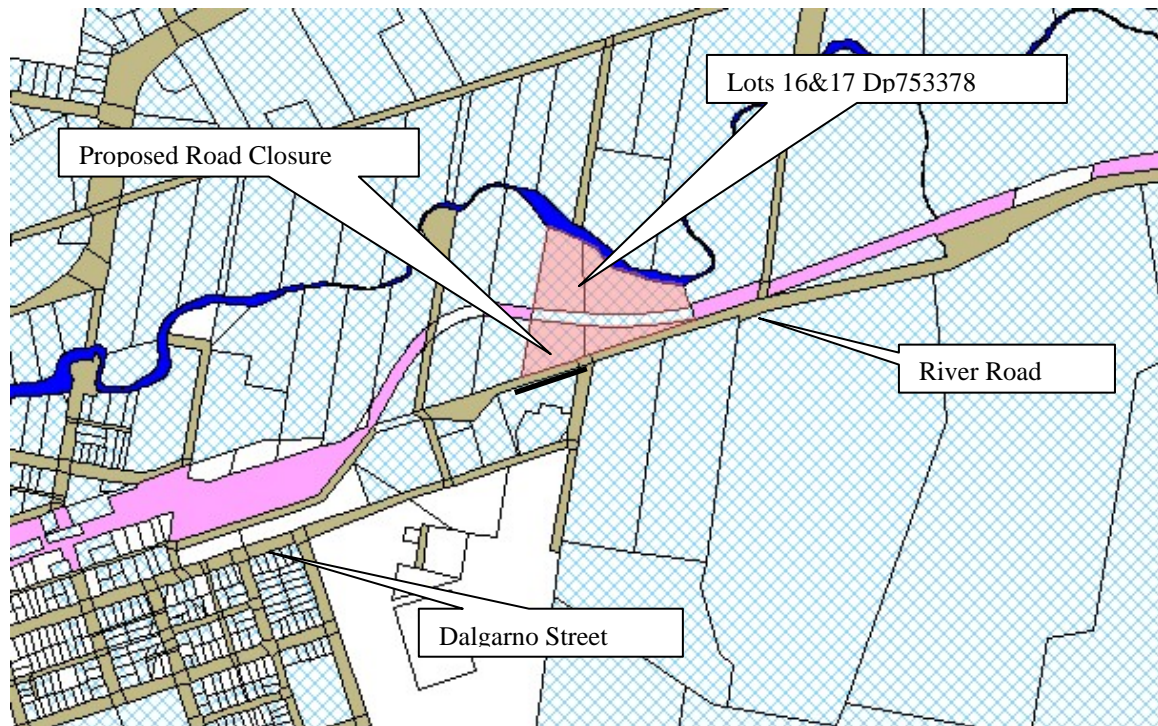 Lots 16&17 Dp753378
Proposed Road Closure
River Road
Dalgarno Street